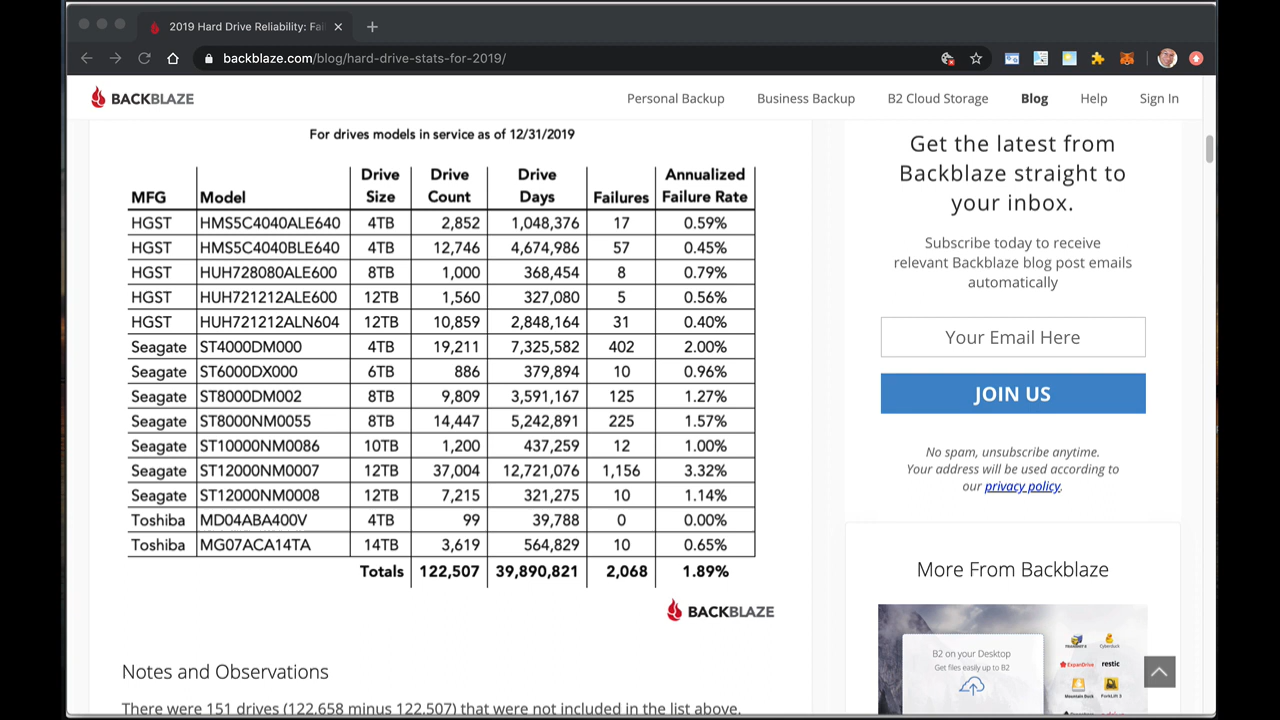 2019 Hard Drive Reliability: Fai
backblaze.com/blog/hard-drive-stats-for-2019/
BACKBLAZE Personal Backup Business Backup B2 Cloud Storage Blog Help Sign In
For drives models in service as of 12/31/2019
MFG Model Drive Size Drive Count Drive Days Failures Annualized Failure Rate
HGST HMS5C4040ALE640 4TB 2,852 1,048,376 17 0.59%
HGST HMS5C4040BLE640 4TB 12,746 4,674,986 57 0.45%
HGST HUH728080ALE600 8TB 1,000 368,454 8 0.79%
HGST HUH721212ALE600 12TB 1,560 327,080 5 0.56%
HGST HUH721212ALN604 12TB 10,859 2,848,164 31 0.40%
Seagate ST4000DM000 4TB 19,211 7,325,582 402 2.00%
Seagate ST6000DX000 6TB 886 379,894 10 0.96%
Seagate ST8000DM002 8TB 9,809 3,591,167 125 1.27%
Seagate ST8000NM0055 8TB 14,447 5,242,891 225 1.57%
Seagate ST10000NM0086 10TB 1,200 437,259 12 1.00%
Seagate ST12000NM0007 12TB 37,004 12,721,076 1,156 3.32%
Seagate ST12000NM0008 12TB 7,215 321,275 10 1.14%
Toshiba MD04ABA400V 4TB 99 39,788 0 0.00%
Toshiba MG07ACA14TA 14TB 3,619 564,829 10 0.65%
Totals 122,507 39,890,821 2,068 1.89%
BACKBLAZE
Notes and Observations
There were 151 drives (122,658 minus 122,507) that were not included in the list above.
Get the latest from
Backblaze straight to
your inbox.
Subscribe today to receive
relevant Backblaze blog post emails
automatically
Your Email Here
JOIN US
No spam, unsubscribe anytime.
Your address will be used according to
our privacy policy.
More From Backblaze
B2 on your Desktop
Get files easily up to B2
Cyberduck
ExpanDrive restic
Mountain Duck ForkLift 3